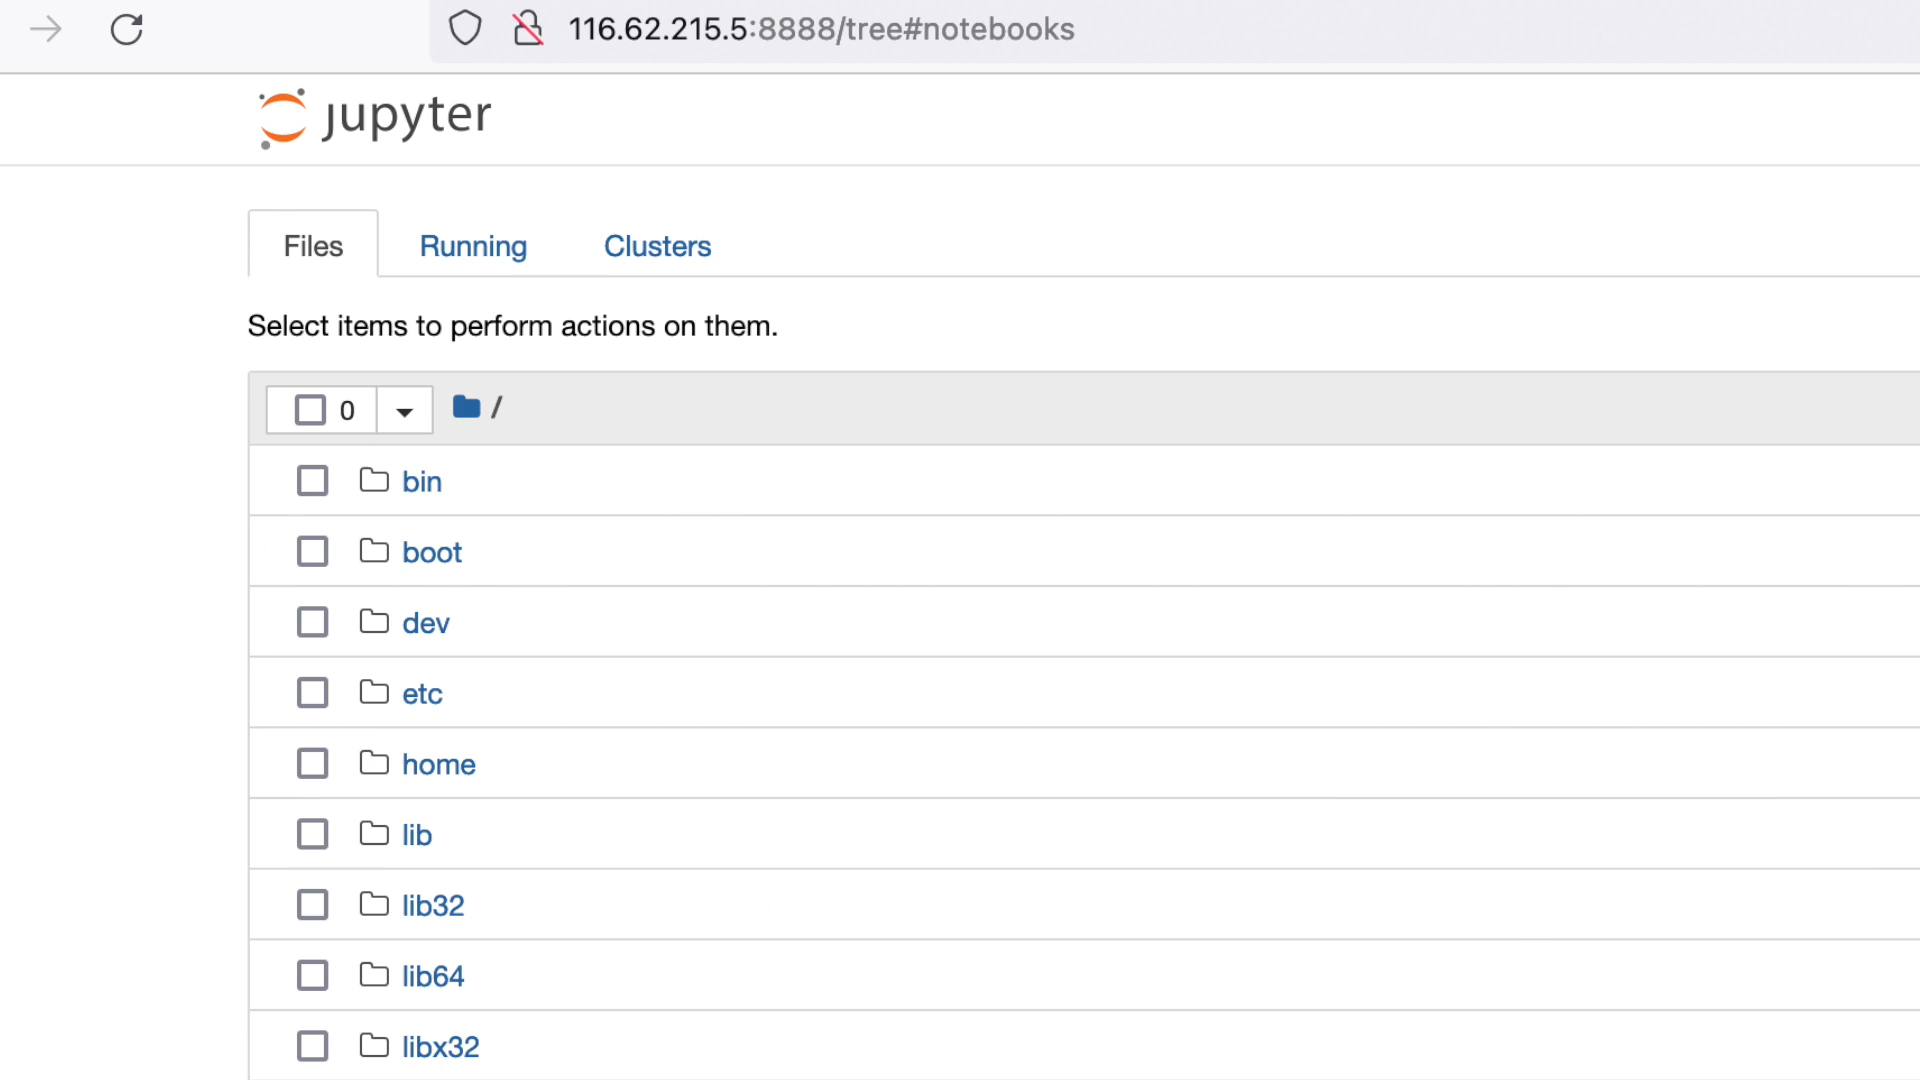 116.62.215.5:8888/tree#notebooks
jupyter
Files Running Clusters
Select items to perform actions on them.
0 /
bin
boot
dev
etc
home
lib
lib32
lib64
libx32